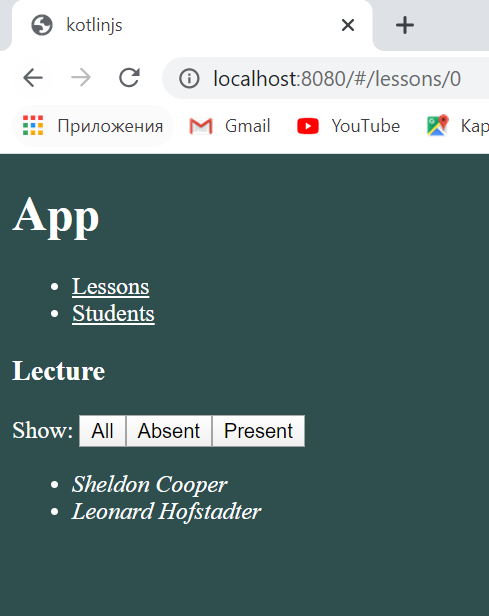 kotlinjs
localhost:8080/#/lessons/0
Приложения Gmail YouTube Кар
App
Lessons
Students
Lecture
Show: All Absent Present
Sheldon Cooper
Leonard Hofstadter